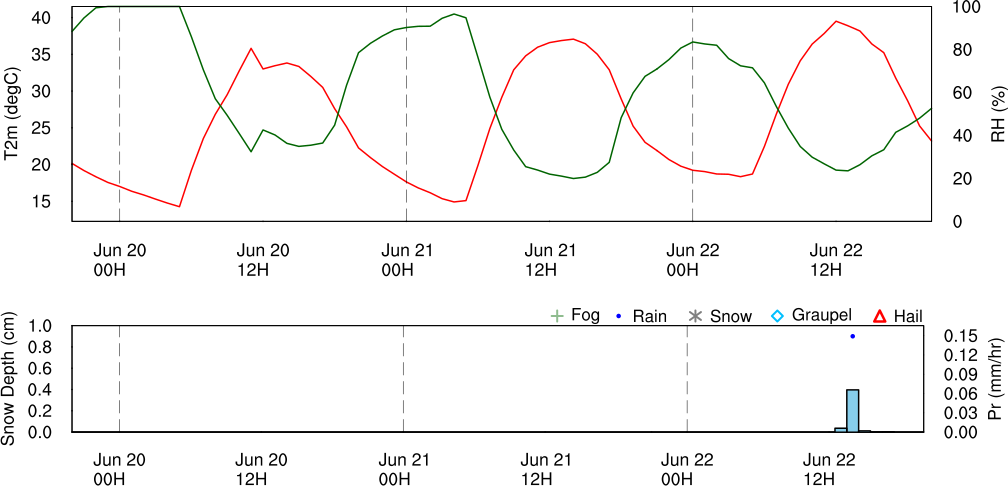 T2m (degC)
40
35
30
25
20
15
100
80
60
40
20
0
RH (%)
Jun 20
00H
Jun 20
12H
Jun 21
00H
Jun 21
12H
Jun 22
00H
Jun 22
12H
Fog Rain Snow Graupel Hail
Snow Depth (cm)
1.0
0.8
0.6
0.4
0.2
0.0
0.15
0.12
0.09
0.06
0.03
0.00
Pr (mm/hr)
Jun 20
00H
Jun 20
12H
Jun 21
00H
Jun 21
12H
Jun 22
00H
Jun 22
12H